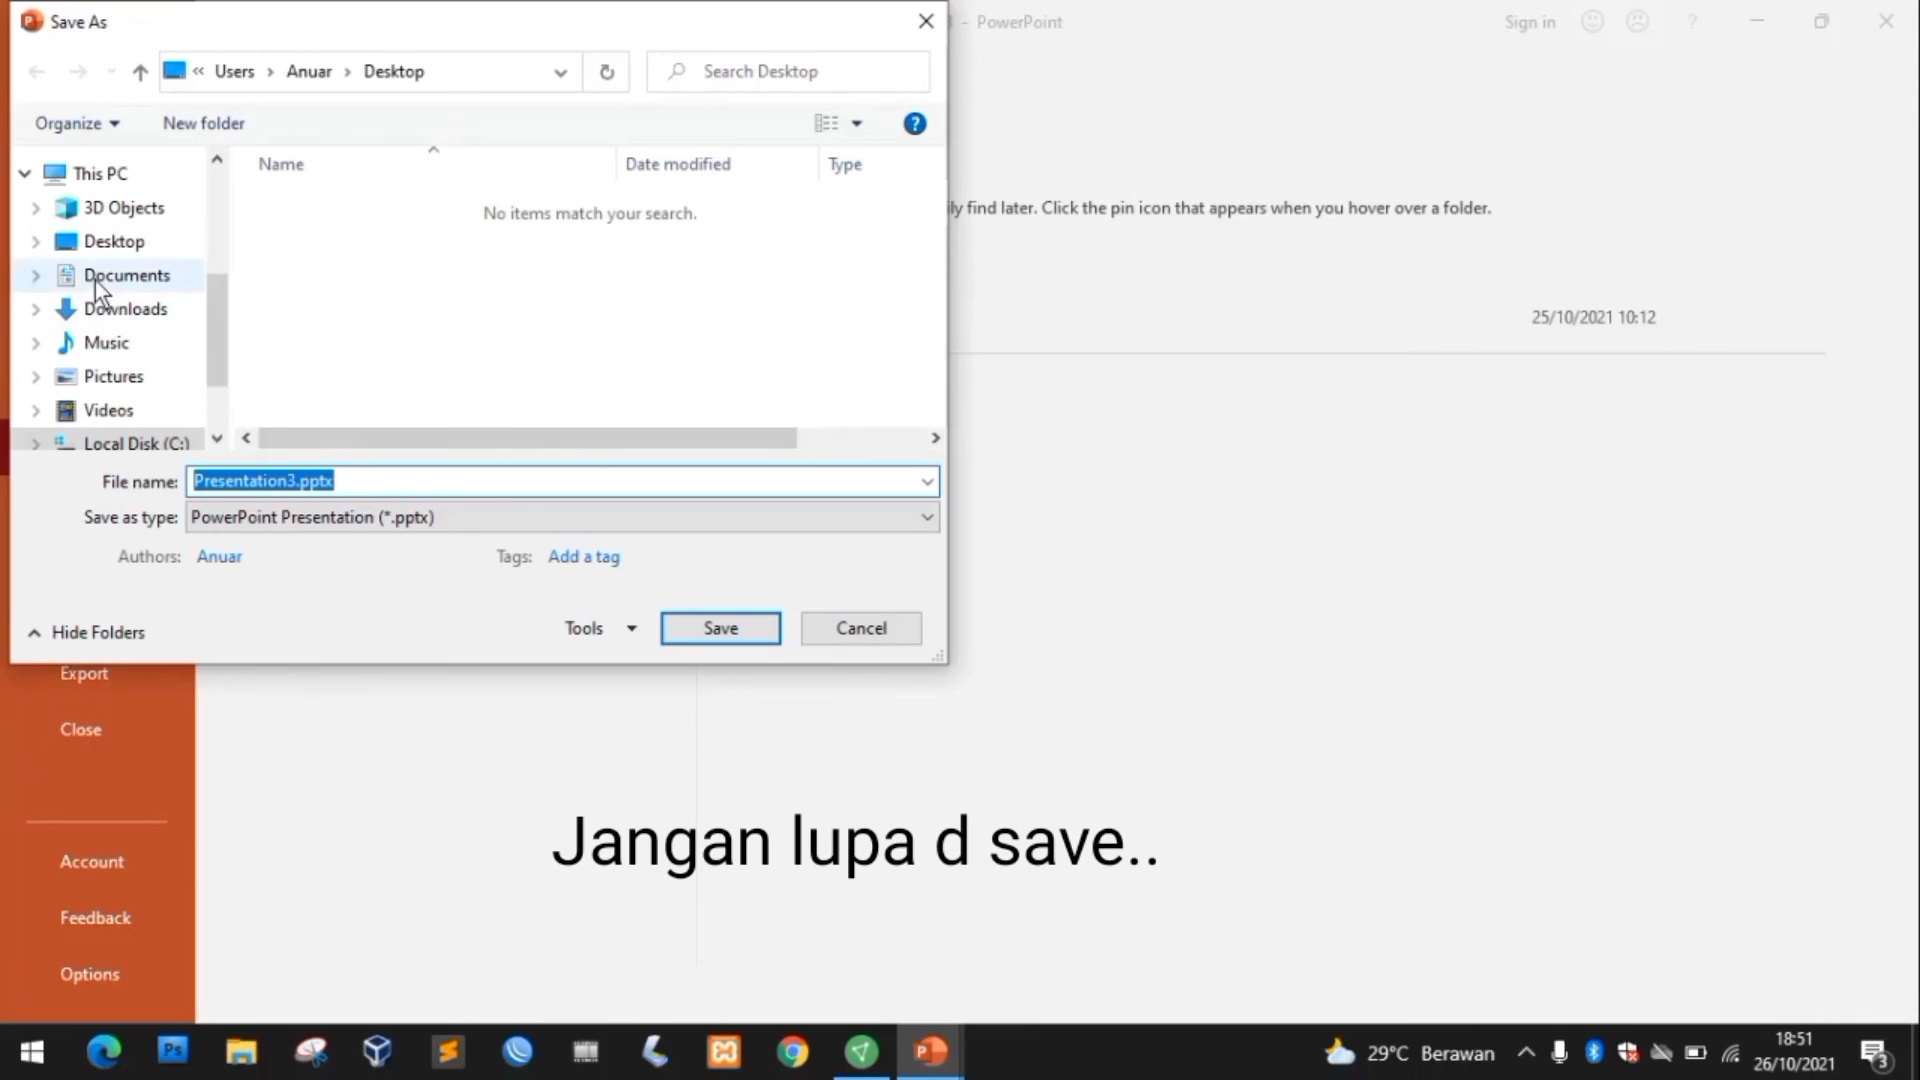 Save As
- PowerPoint
Sign in
?
« Users › Anuar › Desktop
Search Desktop
Organize
New folder
?
Name
Date modified
Type
This PC
3D Objects
Desktop
Documents
Downloads
Music
Pictures
Videos
Local Disk (C:)
No items match your search.
find later. Click the pin icon that appears when you hover over a folder.
25/10/2021 10:12
File name: Presentation3.pptx
Save as type: PowerPoint Presentation (*.pptx)
Authors: Anuar
Tags: Add a tag
Hide Folders
Tools
Save
Cancel
Export
Close
Account
Feedback
Options
Jangan lupa d save..
Ps
29°C Berawan
18:51
26/10/2021
3